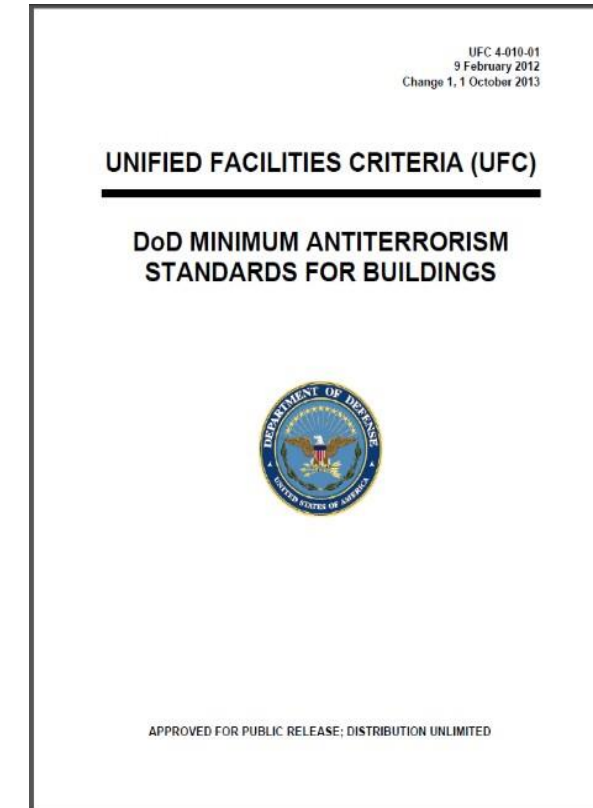 UFC 4-010-01
9 February 2012
Change 1, 1 October 2013
UNIFIED FACILITIES CRITERIA (UFC)
DoD MINIMUM ANTITERRORISM
STANDARDS FOR BUILDINGS
DEPARTMENT OF DEFENSE
UNITED STATES OF AMERICA
APPROVED FOR PUBLIC RELEASE; DISTRIBUTION UNLIMITED